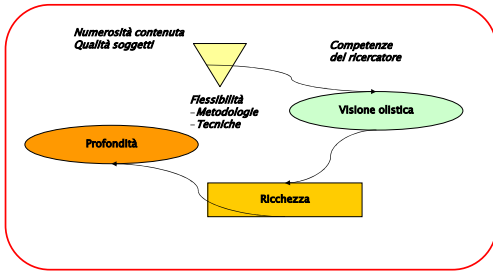 Numerosità contenuta
Qualità soggetti
Competenze
del ricercatore
Flessibilità
– Metodologie
– Tecniche
Visione olistica
Profondità
Ricchezza